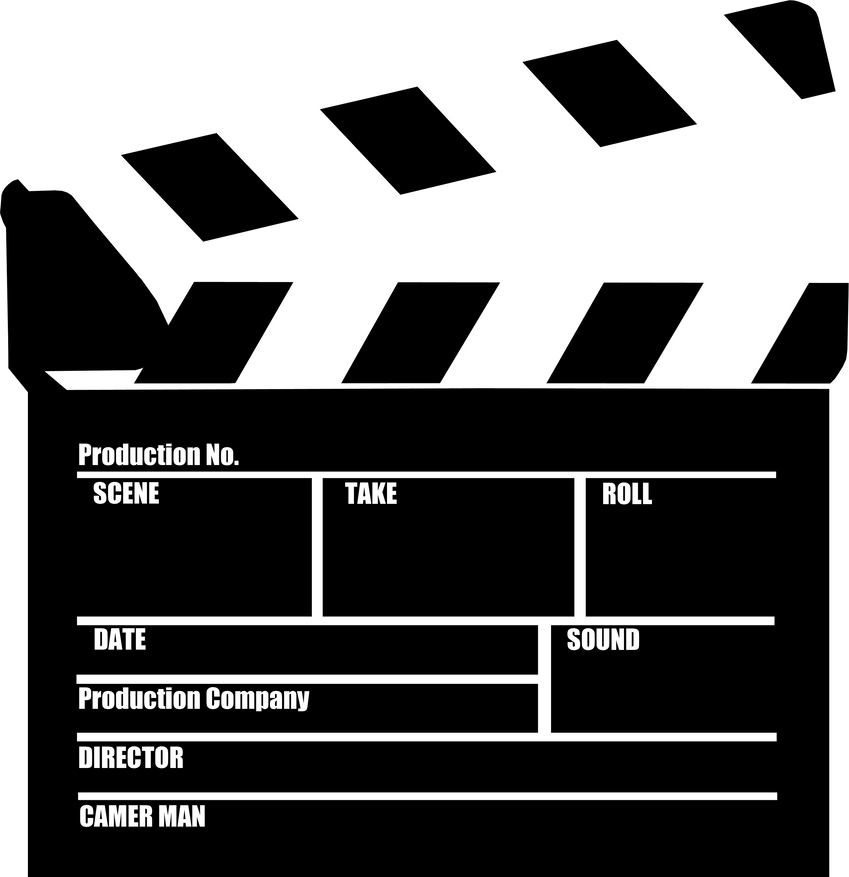 Production No.
SCENE
TAKE
ROLL
DATE
SOUND
Production Company
DIRECTOR
CAMER MAN